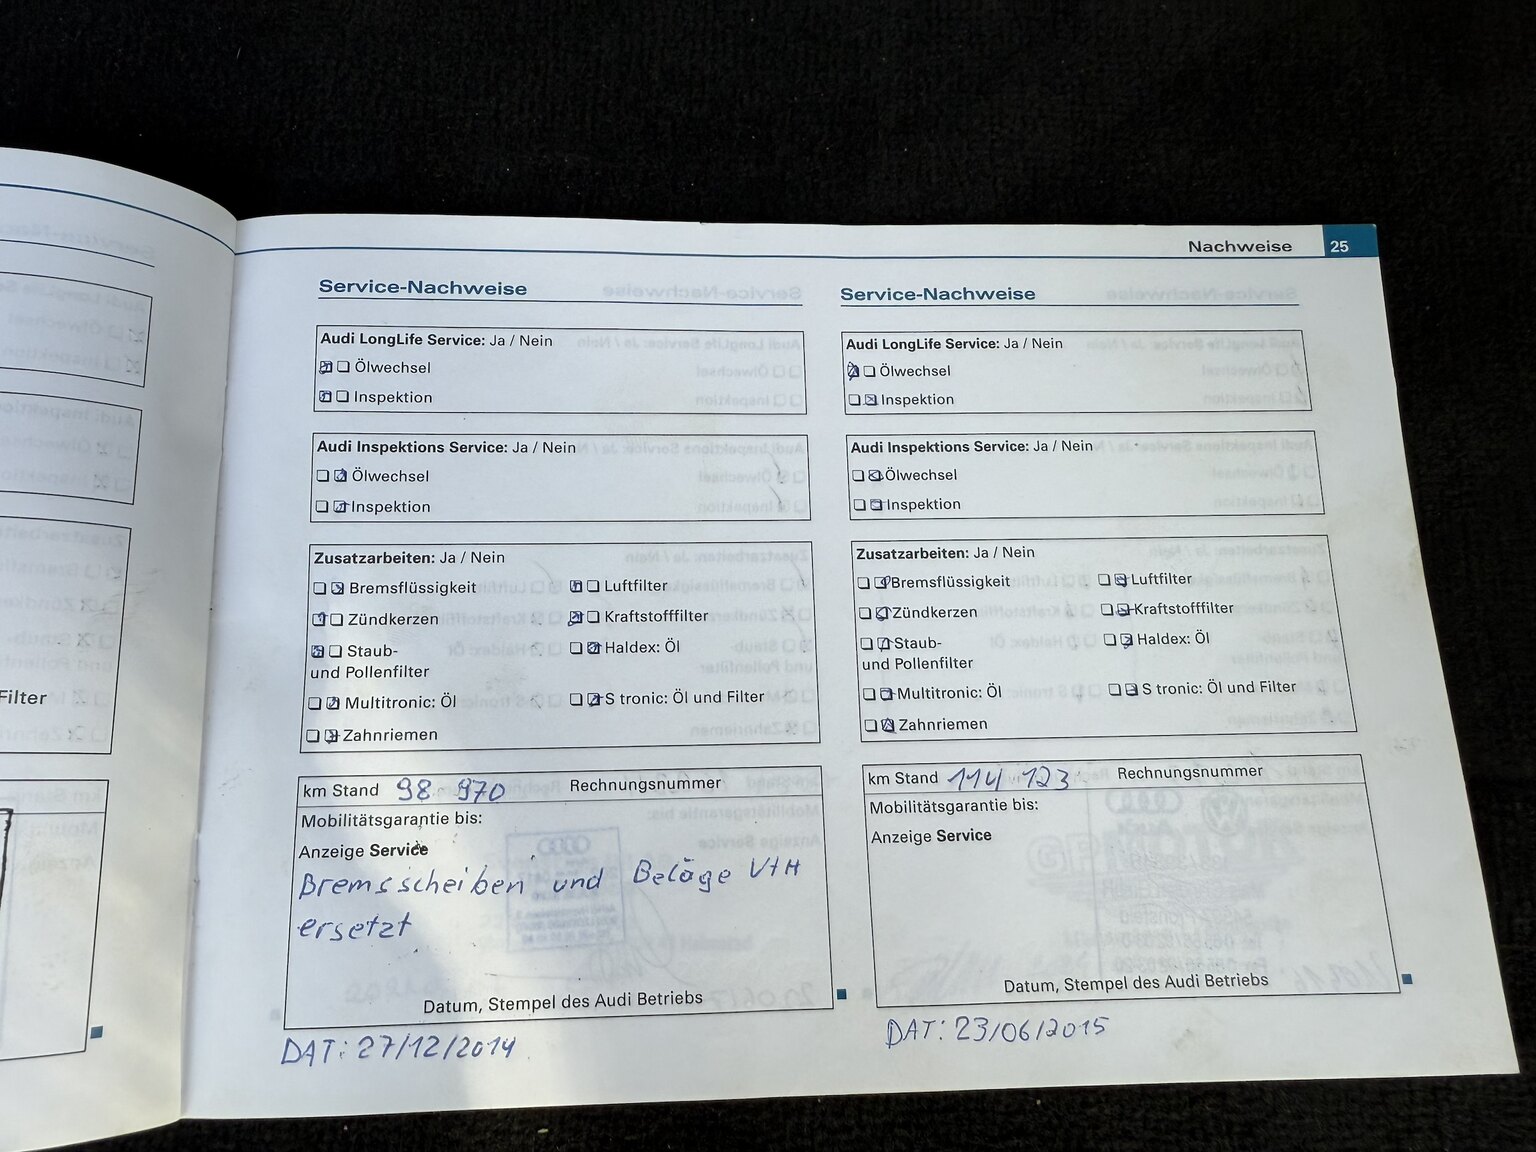 Nachweise 25
Service-Nachweise
Audi LongLife Service: Ja / Nein
Ölwechsel
Inspektion
Audi Inspektions Service: Ja / Nein
Ölwechsel
Inspektion
Zusatzarbeiten: Ja / Nein
Bremsflüssigkeit Luftfilter
Zündkerzen Kraftstofffilter
Staub- Haldex: Öl
und Pollenfilter
Multitronic: Öl S tronic: Öl und Filter
Zahnriemen
km Stand 98 970 Rechnungsnummer
Mobilitätsgarantie bis:
Anzeige Service
Bremsscheiben und Beläge V+H
ersetzt
Datum, Stempel des Audi Betriebs
DAT: 27/12/2014
Service-Nachweise
Audi LongLife Service: Ja / Nein
Ölwechsel
Inspektion
Audi Inspektions Service: Ja / Nein
Ölwechsel
Inspektion
Zusatzarbeiten: Ja / Nein
Bremsflüssigkeit Luftfilter
Zündkerzen Kraftstofffilter
Staub- Haldex: Öl
und Pollenfilter
Multitronic: Öl S tronic: Öl und Filter
Zahnriemen
km Stand 114 123 Rechnungsnummer
Mobilitätsgarantie bis:
Anzeige Service
Datum, Stempel des Audi Betriebs
DAT: 23/06/2015
Filter